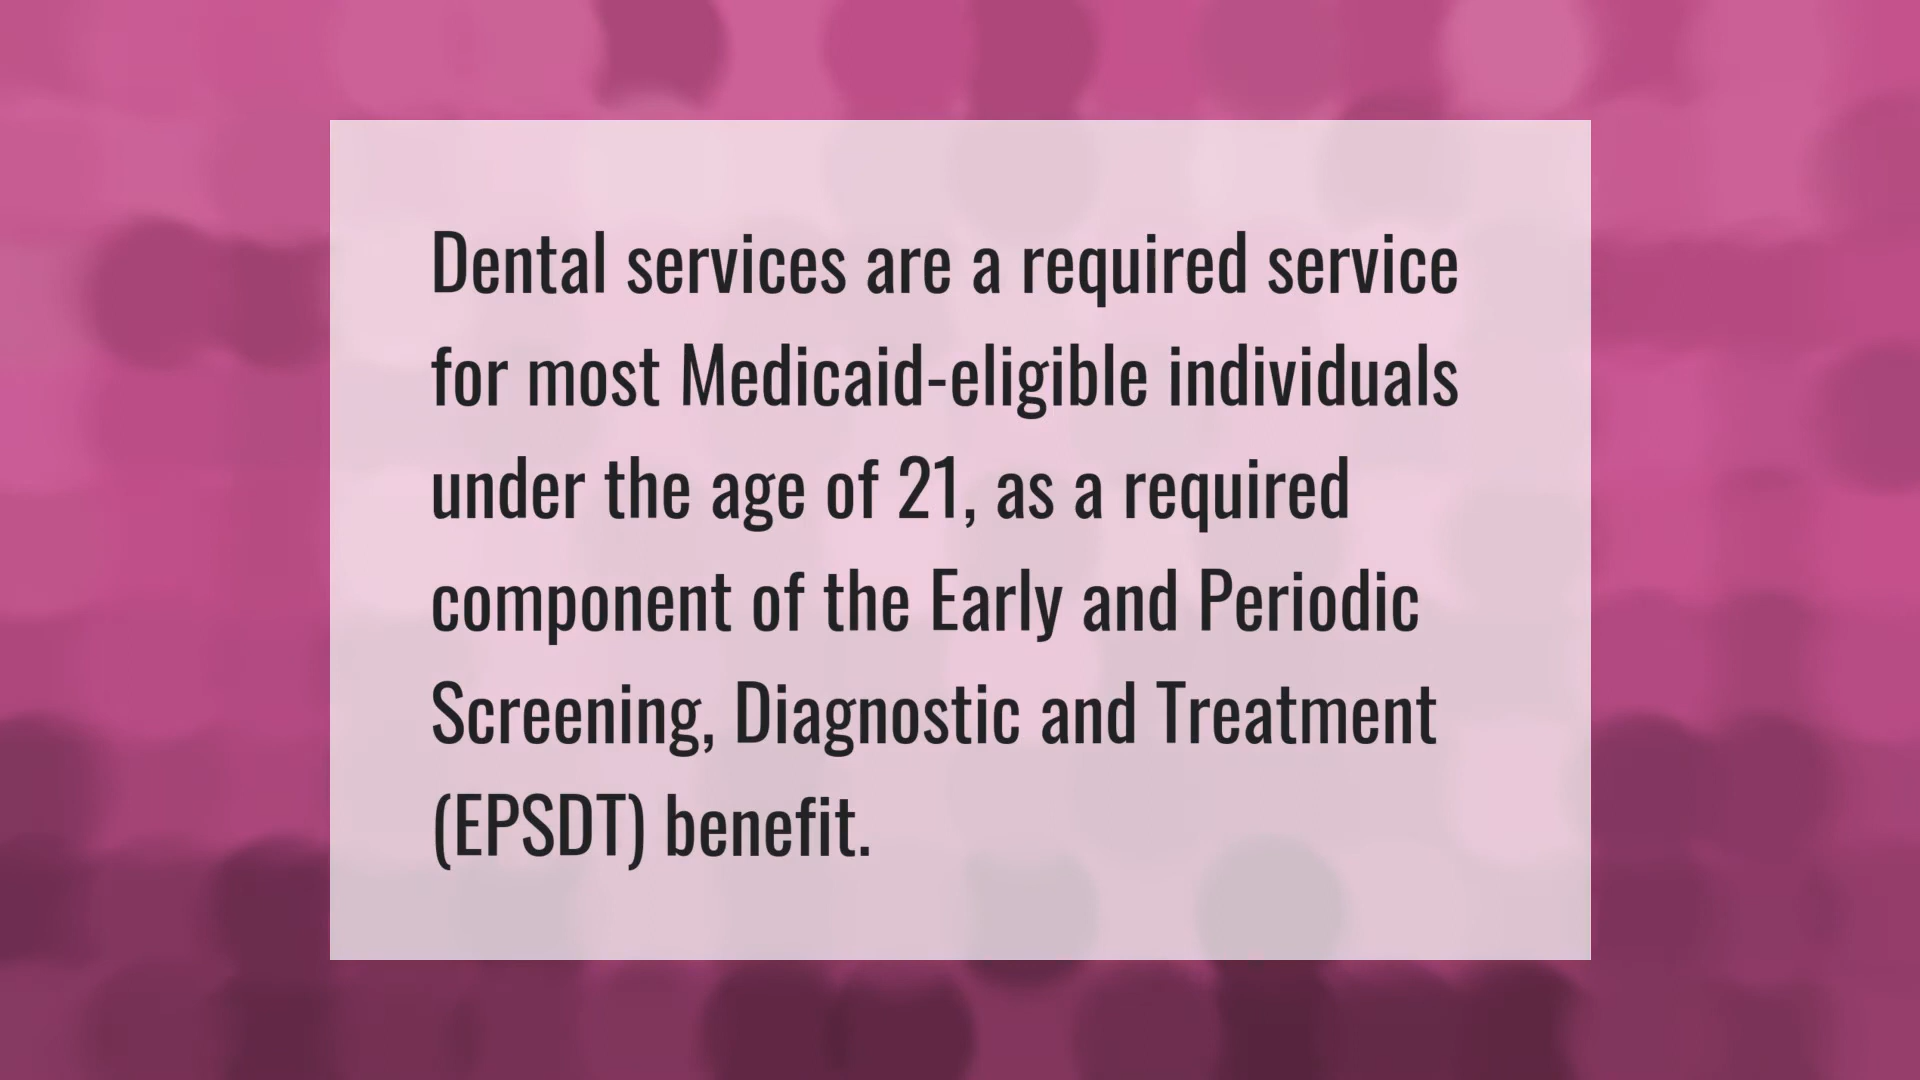 Dental services are a required service
for most Medicaid-eligible individuals
under the age of 21, as a required
component of the Early and Periodic
Screening, Diagnostic and Treatment
(EPSDT) benefit.